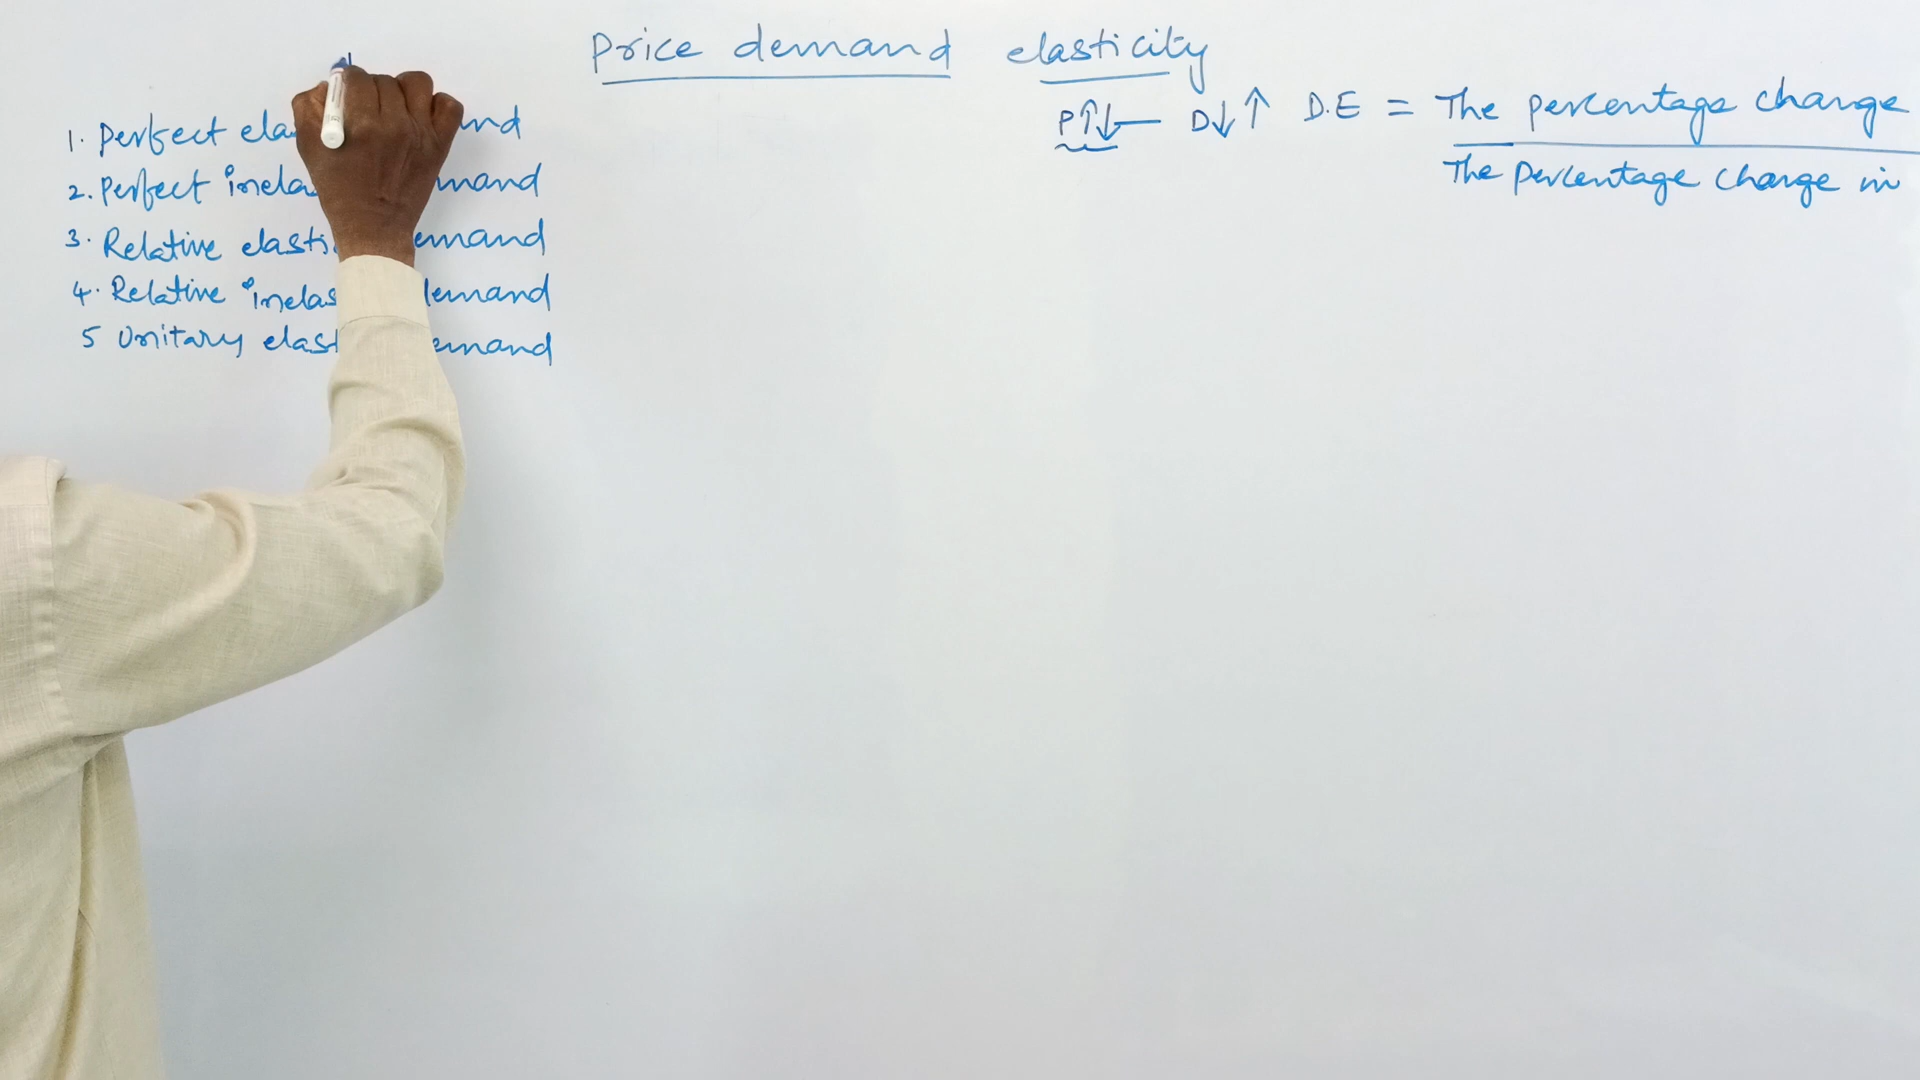 Price demand elasticity
P↑↓— D↓↑ D.E = The percentage change
The percentage change in
1. Perfect ela nd
2. Perfect inela mand
3. Relative elasti emand
4. Relative inelas demand
5 Unitary elast emand